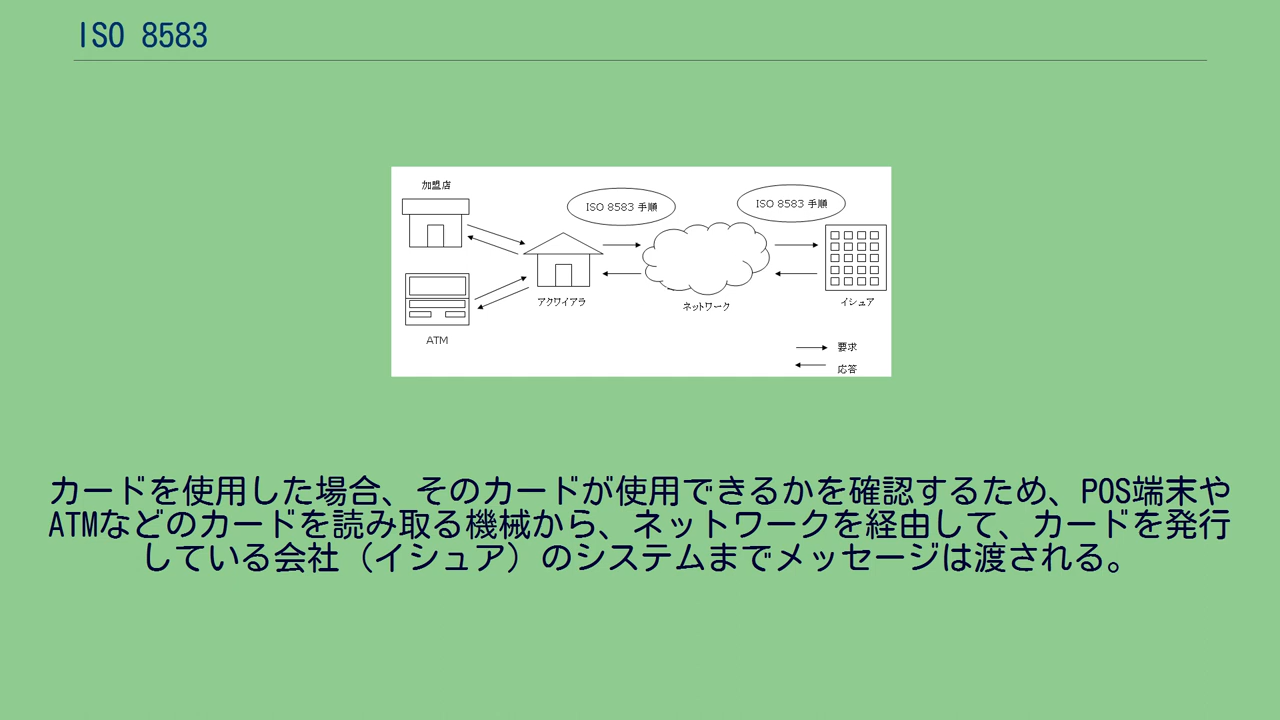 ISO 8583
加盟店
ISO 8583 手順
ISO 8583 手順
アクワイアラ
ネットワーク
イシュア
ATM
要求
応答
カードを使用した場合、そのカードが使用できるかを確認するため、POS端末や
ATMなどのカードを読み取る機械から、ネットワークを経由して、カードを発行
している会社（イシュア）のシステムまでメッセージは渡される。